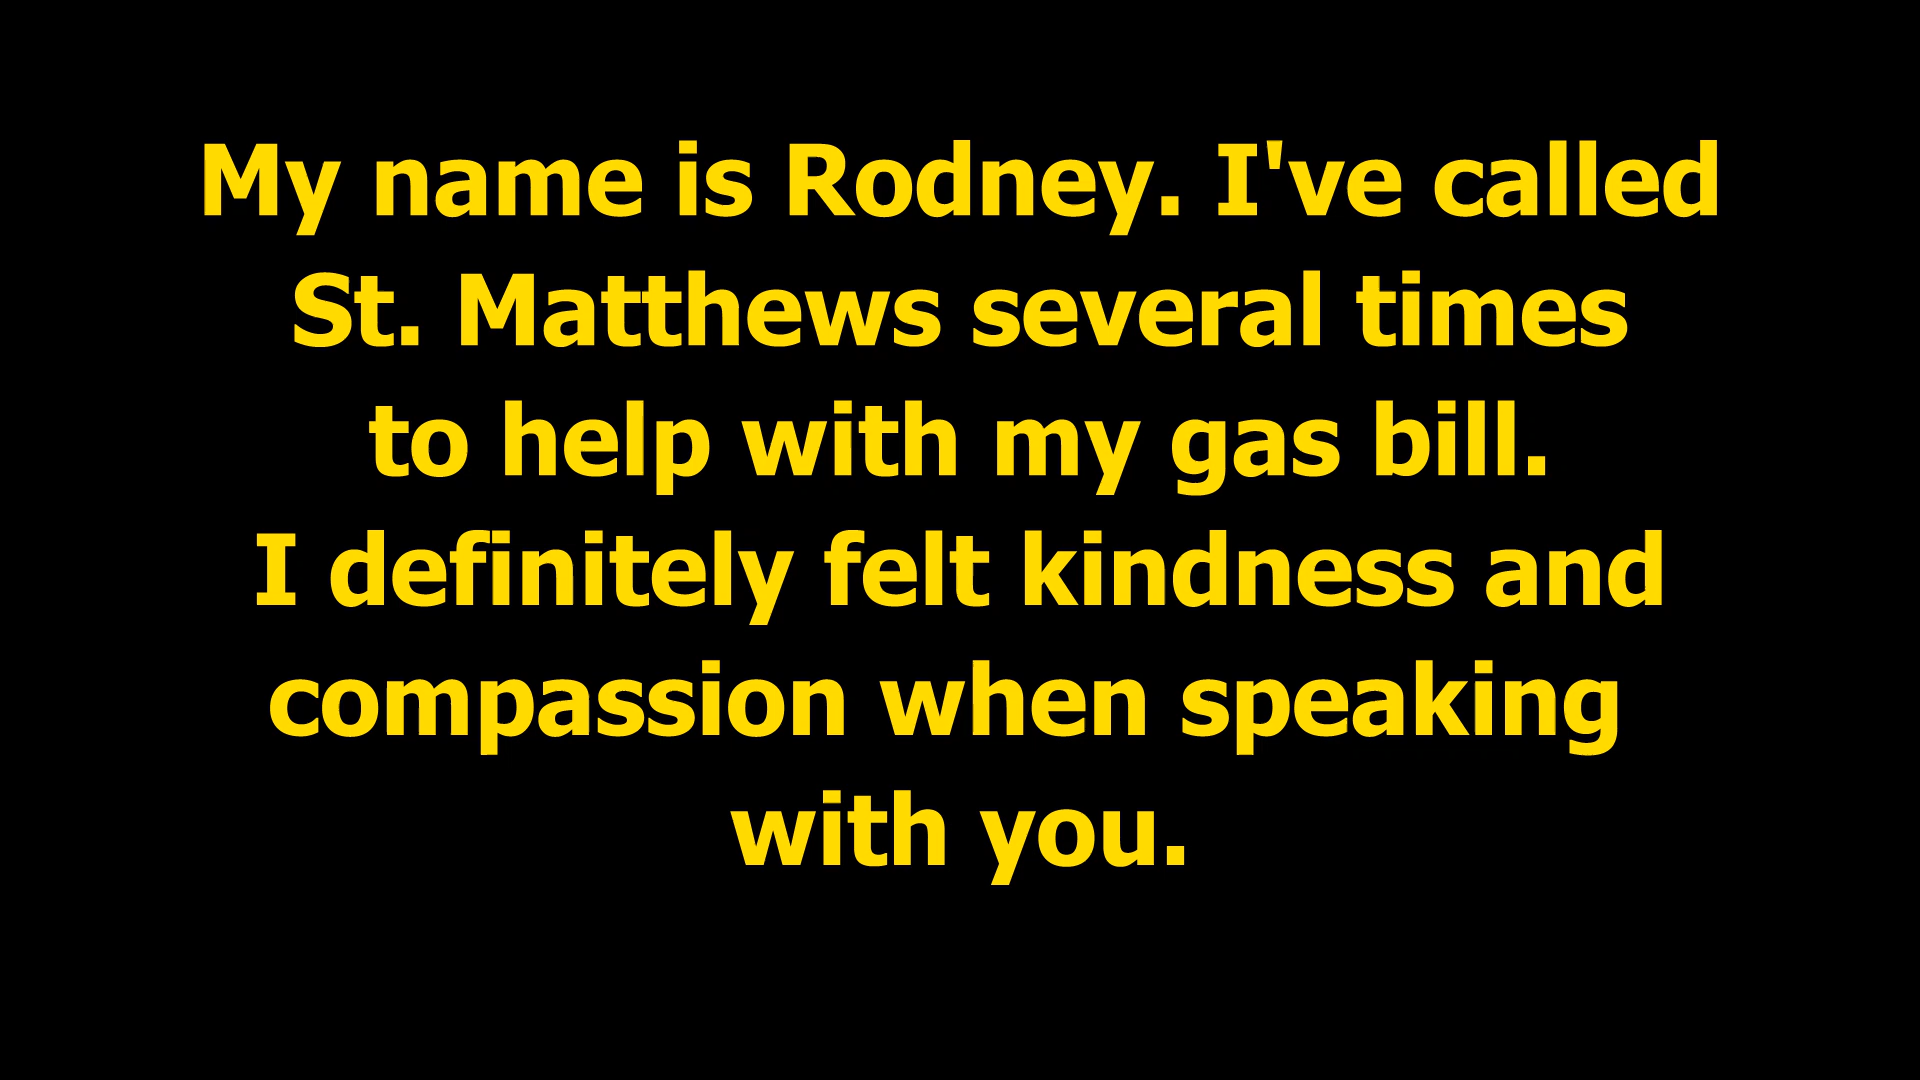 My name is Rodney. I've called
St. Matthews several times
to help with my gas bill.
I definitely felt kindness and
compassion when speaking
with you.